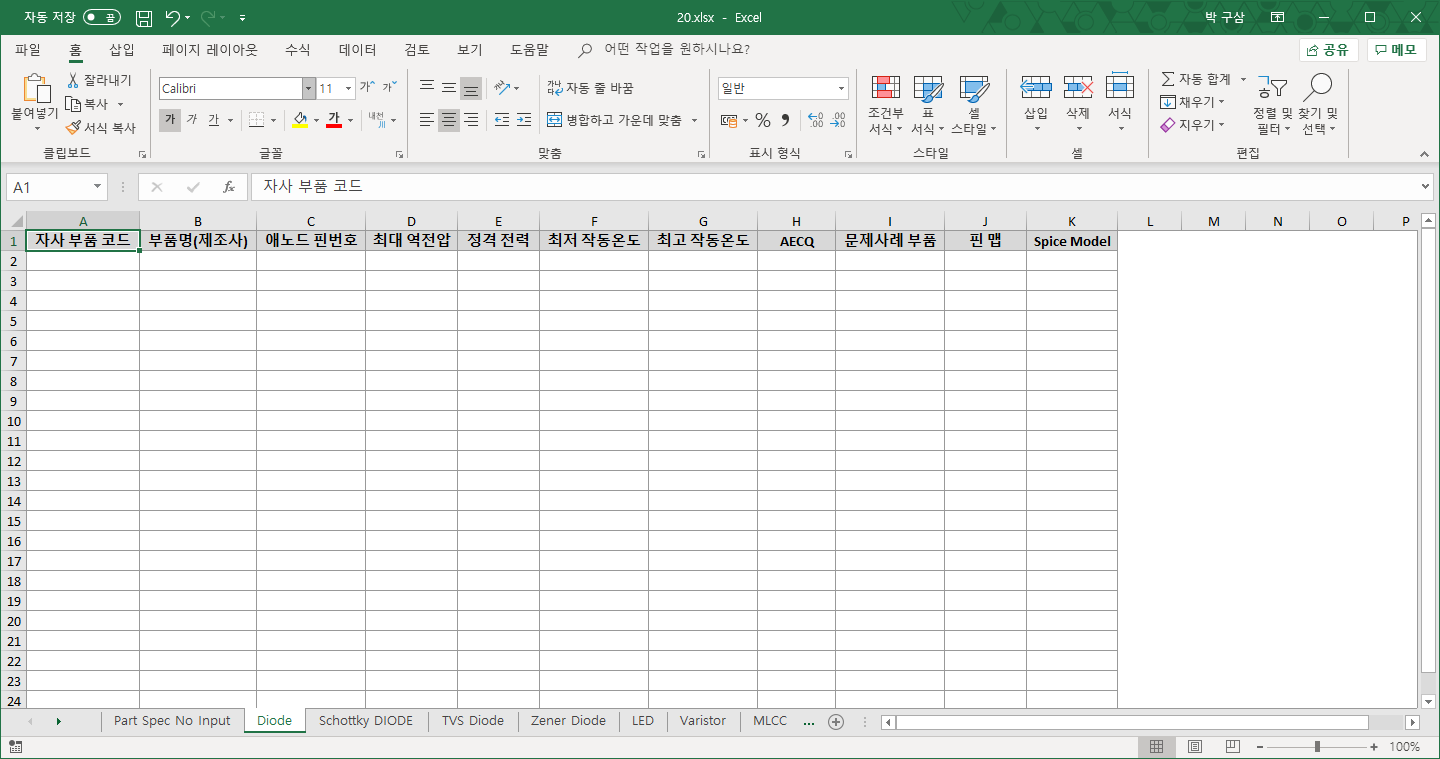 자동 저장 끔 20.xlsx - Excel 박 구삼
파일 홈 삽입 페이지 레이아웃 수식 데이터 검토 보기 도움말 어떤 작업을 원하시나요? 공유 메모
붙여넣기 잘라내기 복사 서식 복사 클립보드
Calibri 11 가^ 가ˇ
가 가 가 가 내천 글꼴
가나다 자동 줄 바꿈
병합하고 가운데 맞춤 맞춤
일반
% , 표시 형식
조건부 서식 표 서식 셀 스타일 스타일
삽입 삭제 서식 셀
자동 합계 채우기 지우기 정렬 및 필터 찾기 및 선택 편집
A1 fx 자사 부품 코드
A B C D E F G H I J K L M N O P
1 자사 부품 코드 부품명(제조사) 애노드 핀번호 최대 역전압 정격 전력 최저 작동온도 최고 작동온도 AECQ 문제사례 부품 핀 맵 Spice Model
2
3
4
5
6
7
8
9
10
11
12
13
14
15
16
17
18
19
20
21
22
23
24
Part Spec No Input Diode Schottky DIODE TVS Diode Zener Diode LED Varistor MLCC ...
100%